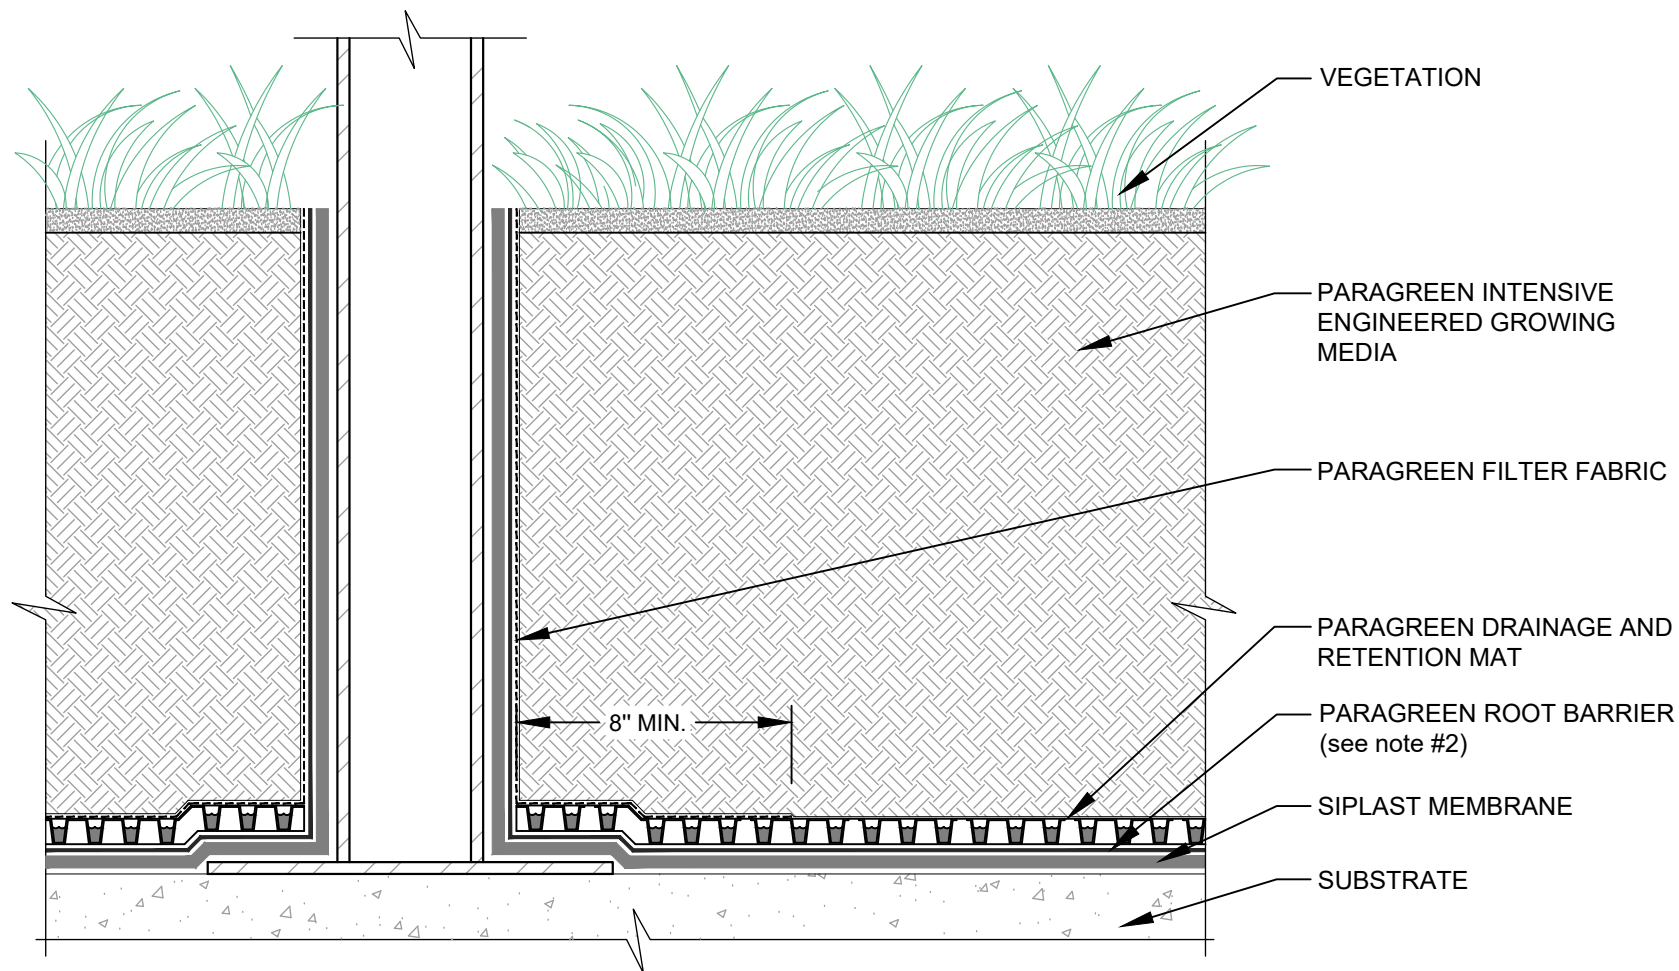 VEGETATION
PARAGREEN INTENSIVE
ENGINEERED GROWING
MEDIA
PARAGREEN FILTER FABRIC
PARAGREEN DRAINAGE AND
RETENTION MAT
8" MIN.
PARAGREEN ROOT BARRIER
(see note #2)
SIPLAST MEMBRANE
SUBSTRATE